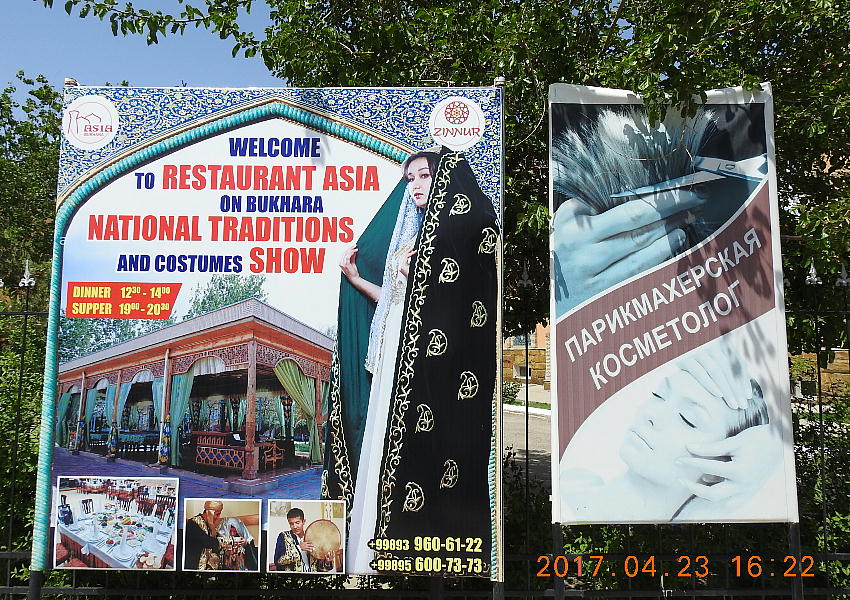 asia
BUKHARA
ZINNUR
WELCOME
TO RESTAURANT ASIA
ON BUKHARA
NATIONAL TRADITIONS
AND COSTUMES SHOW
DINNER 12³⁰ - 14⁰⁰
SUPPER 19⁰⁰ - 20³⁰
+99893 960-61-22
+99895 600-73-73
ПАРИКМАХЕРСКАЯ
КОСМЕТОЛОГ
2017.04.23 16:22